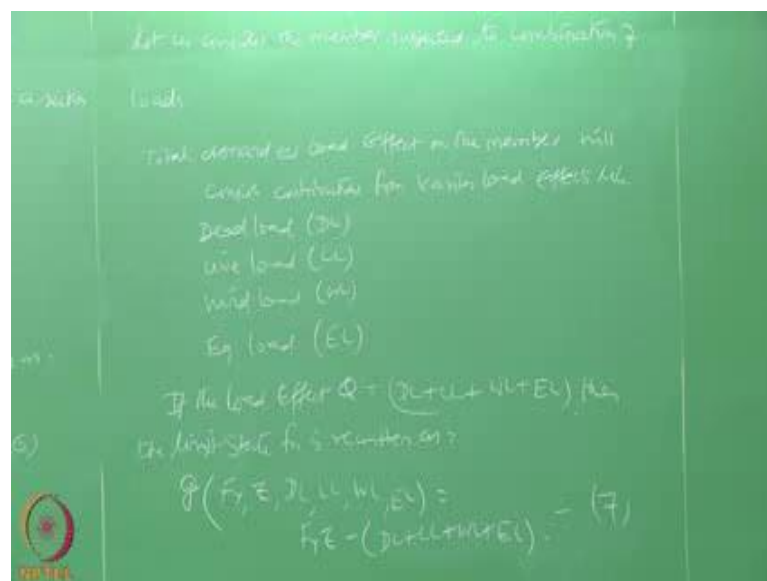 Let us consider the member subjected to combination of
loads
Total demand or Load Effect on the member will
contribution from various load effects
Dead load (DL)
Live load (LL)
Wind load (WL)
Eq load (EL)
If the load Effect Q = (DL+LL+WL+EL), then
the limit state fn is rewritten as:
g(Fy, Z, DL, LL, WL, EL) =
FyZ - (DL+LL+WL+EL). - (7)
6)
NPTEL